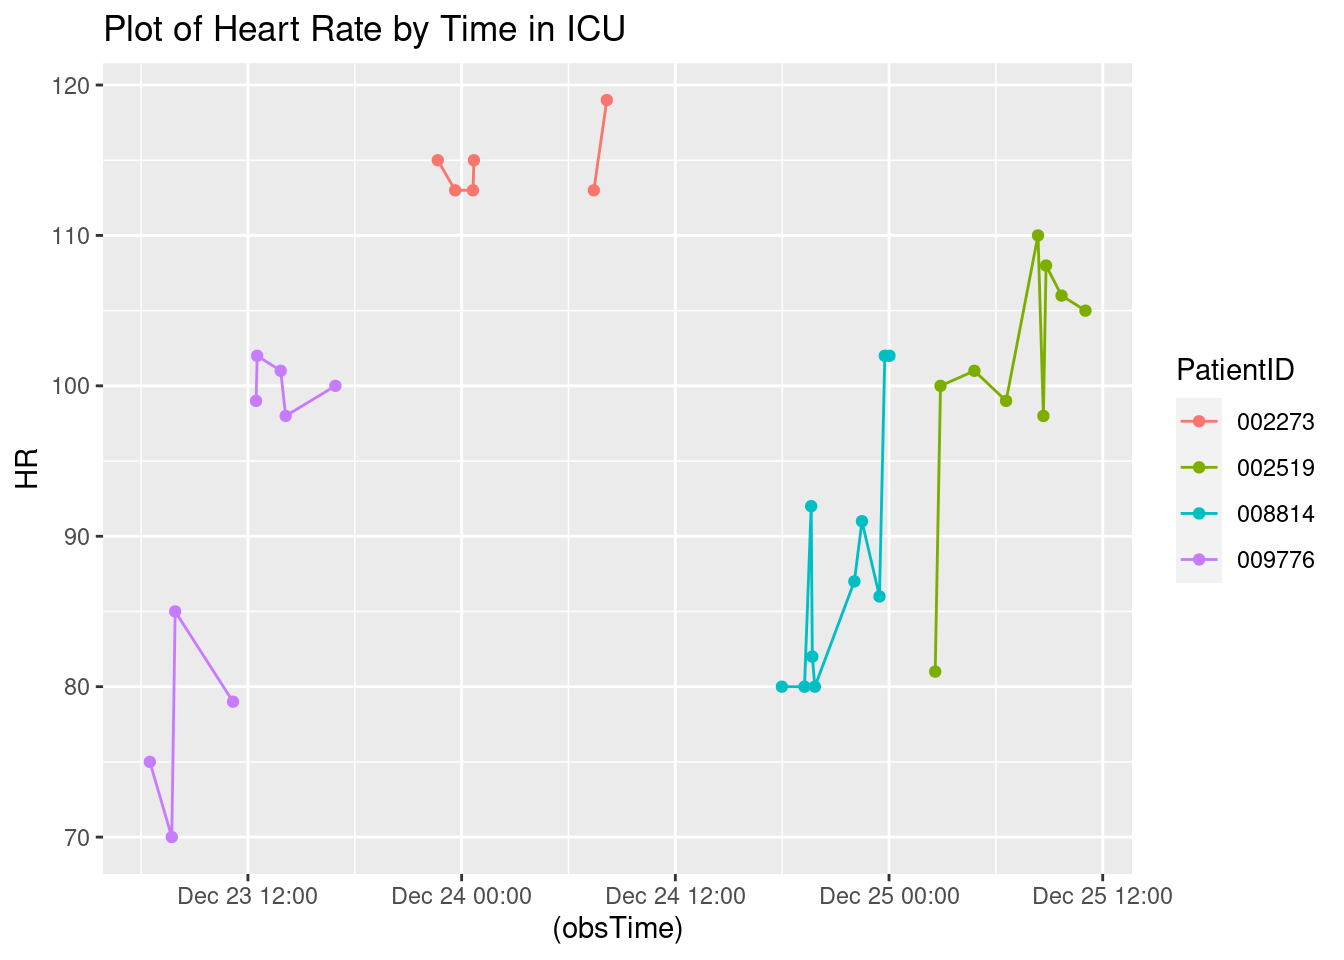 Plot of Heart Rate by Time in ICU
120
110
100
90
80
70
HR
Dec 23 12:00
Dec 24 00:00
Dec 24 12:00
Dec 25 00:00
Dec 25 12:00
(obsTime)
PatientID
002273
002519
008814
009776